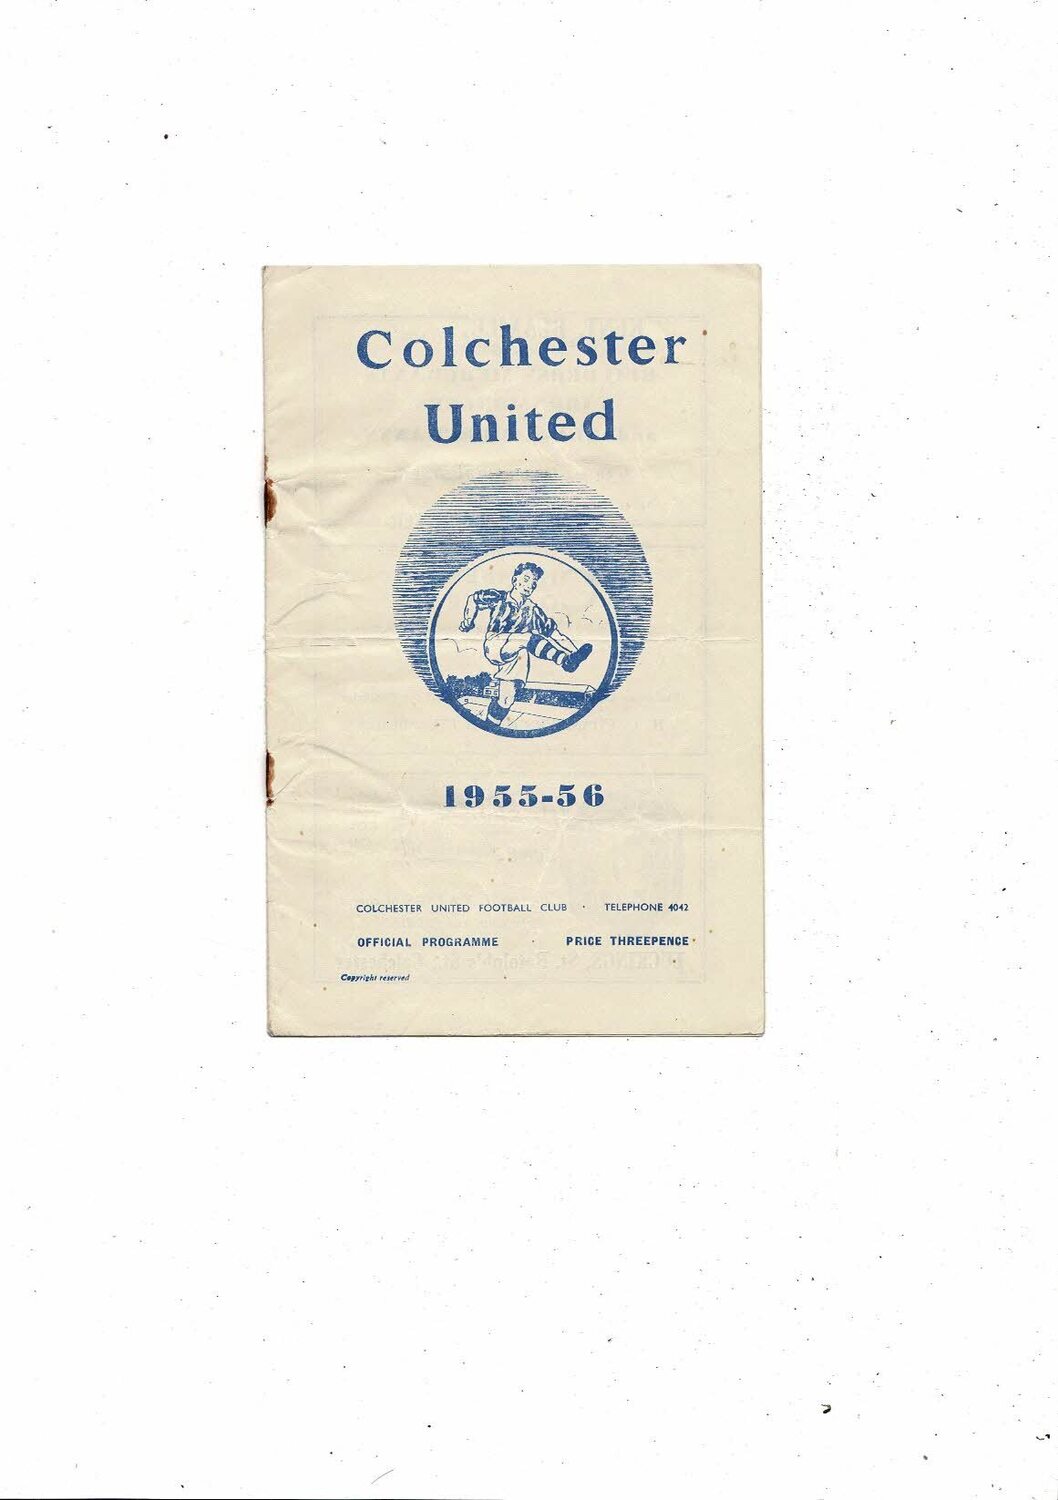 Colchester
United
1955-56
COLCHESTER UNITED FOOTBALL CLUB · TELEPHONE 4042
OFFICIAL PROGRAMME · PRICE THREEPENCE
Copyright reserved